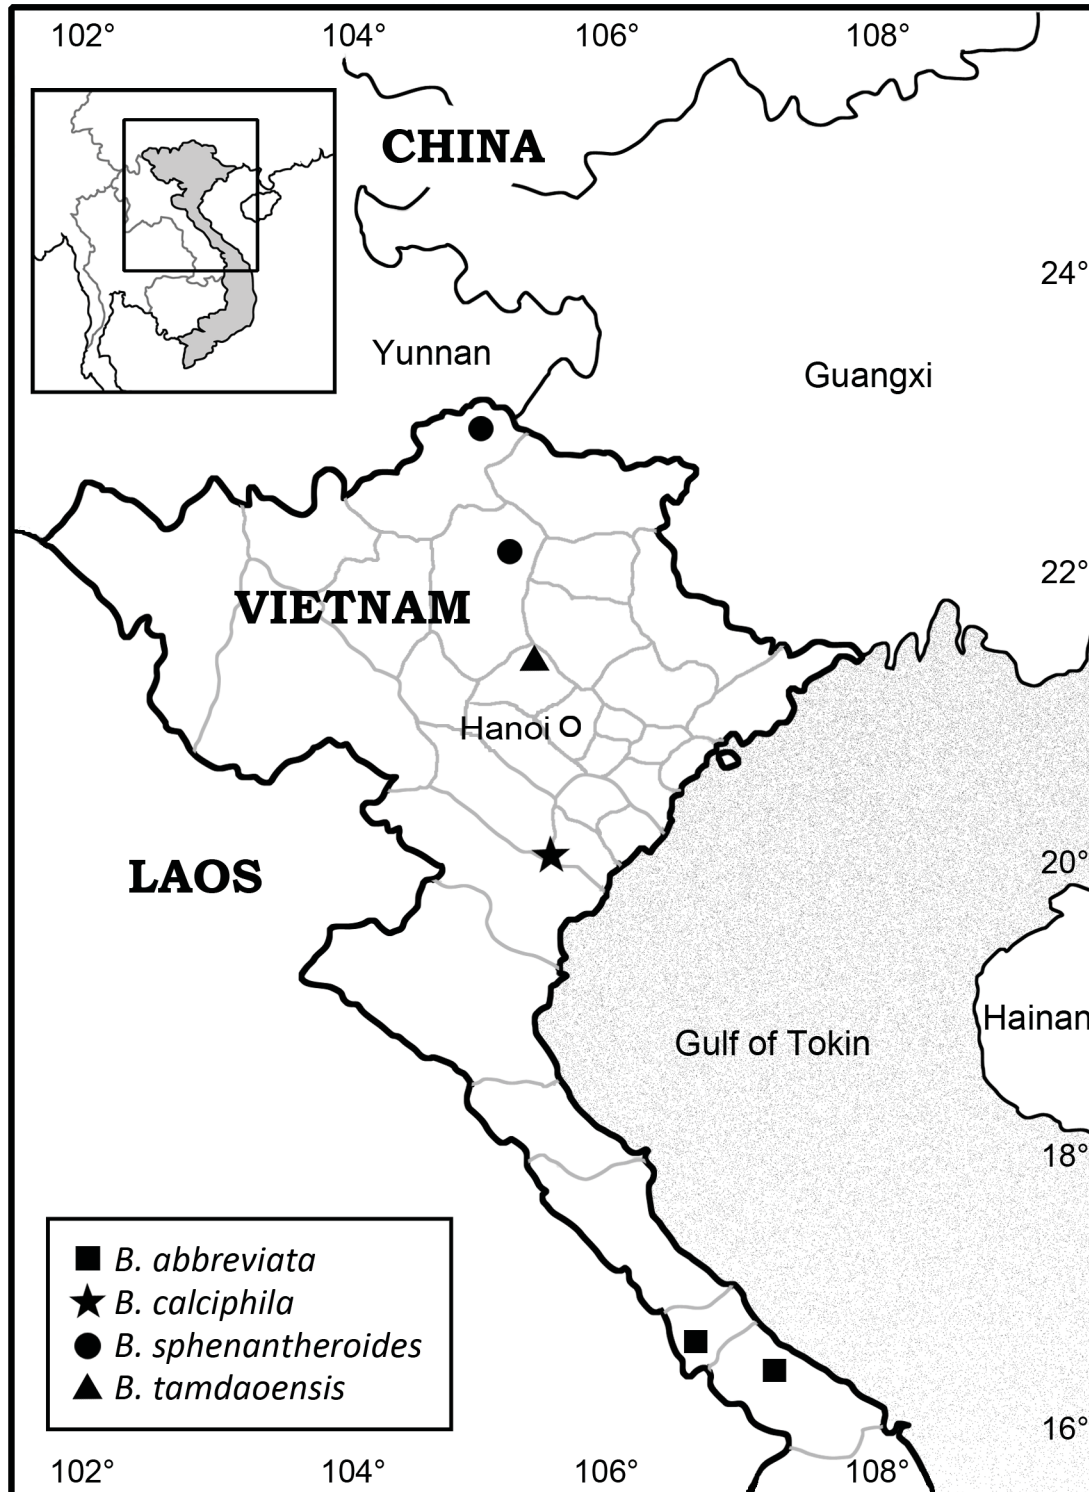 102° 104° 106° 108°
CHINA
24°
Yunnan
Guangxi
22°
VIETNAM
Hanoi
20°
LAOS
Hainan
Gulf of Tokin
18°
B. abbreviata
B. calciphila
B. sphenantheroides
B. tamdaoensis
16°
102° 104° 106° 108°